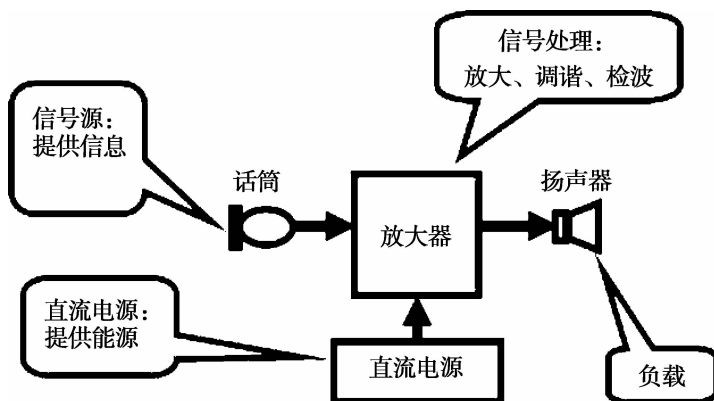 信号处理：
放大、调谐、检波
信号源：
提供信息
话筒
扬声器
放大器
直流电源：
提供能源
直流电源
负载